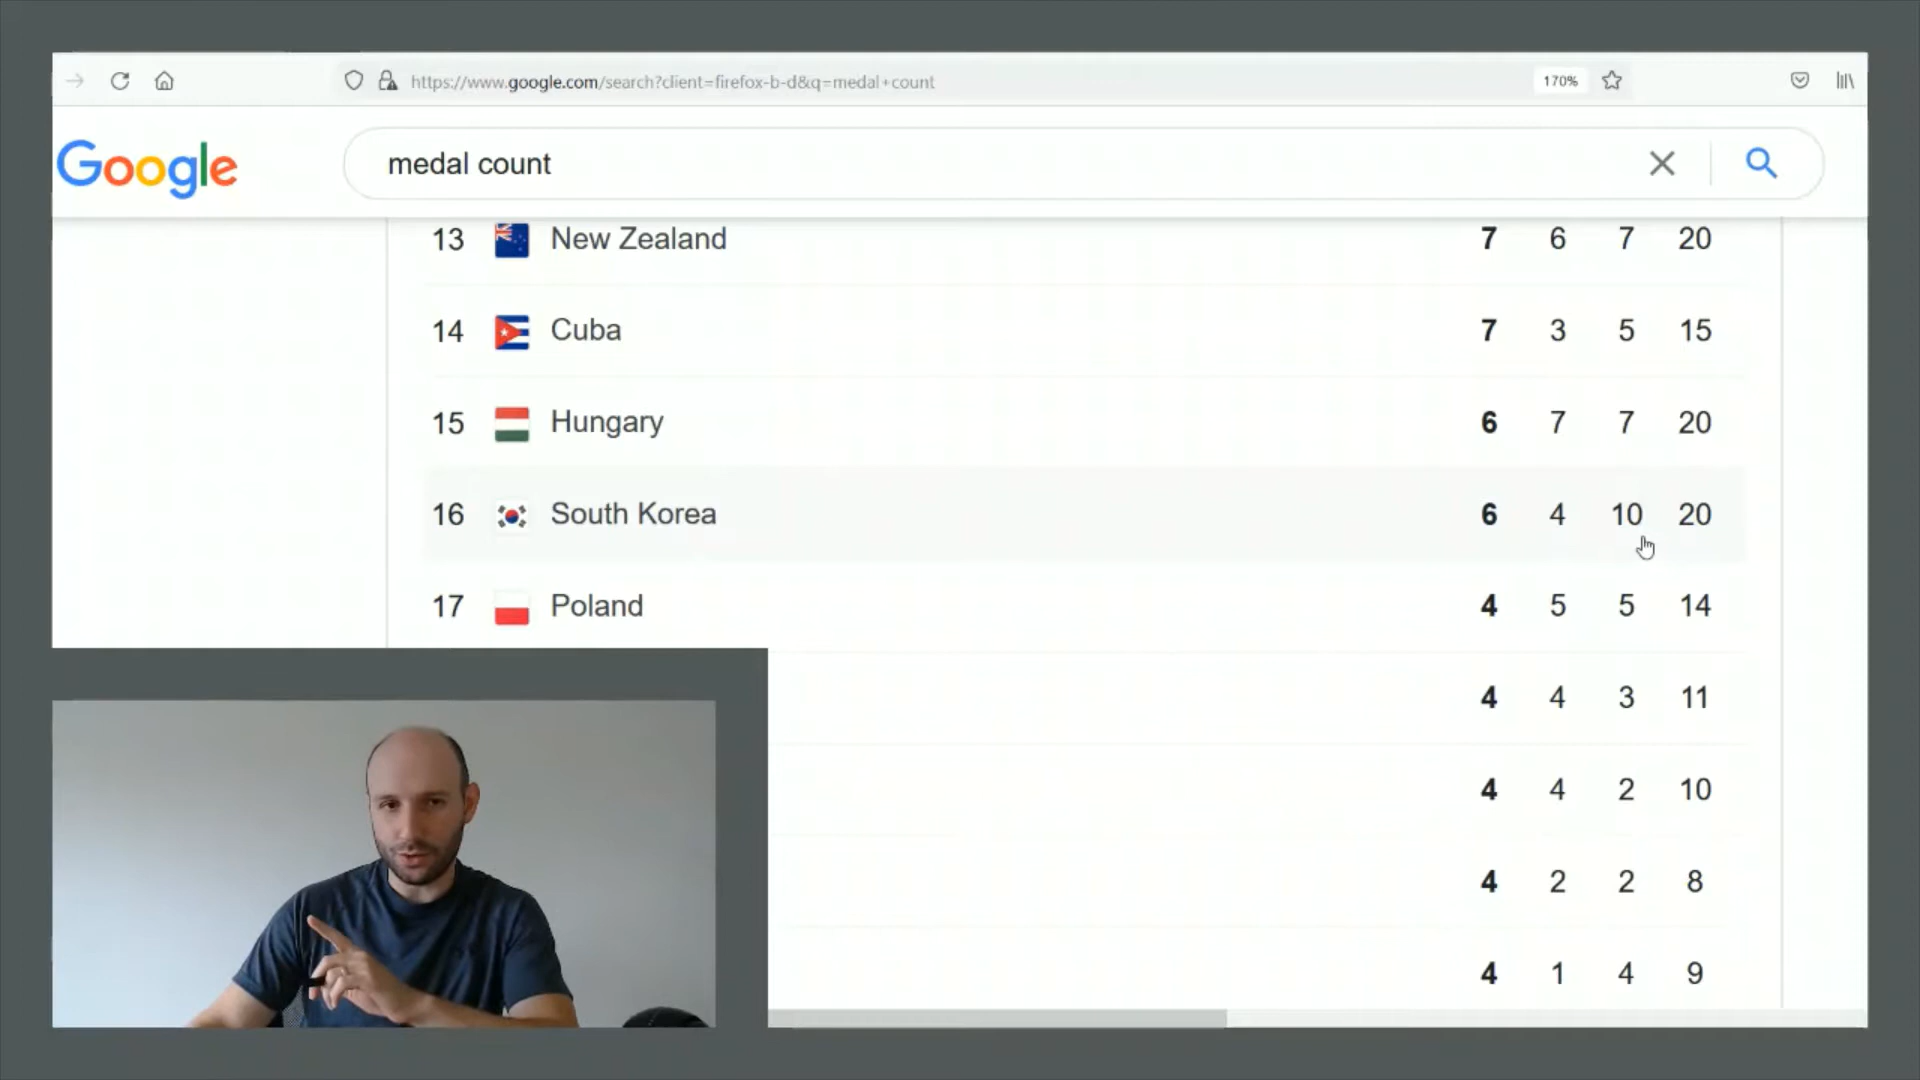 https://www.google.com/search?client=firefox-b-d&q=medal+count
170%
Google
medal count
13 New Zealand 7 6 7 20
14 Cuba 7 3 5 15
15 Hungary 6 7 7 20
16 South Korea 6 4 10 20
17 Poland 4 5 5 14
4 4 3 11
4 4 2 10
4 2 2 8
4 1 4 9